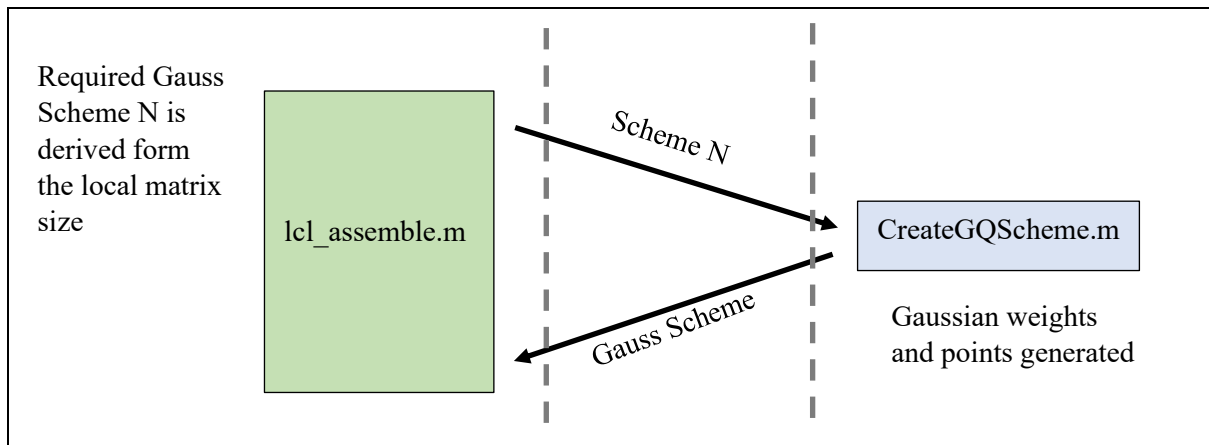 Required Gauss
Scheme N is
derived form
the local matrix
size
lcl_assemble.m
Scheme N
Gauss Scheme
CreateGQScheme.m
Gaussian weights
and points generated